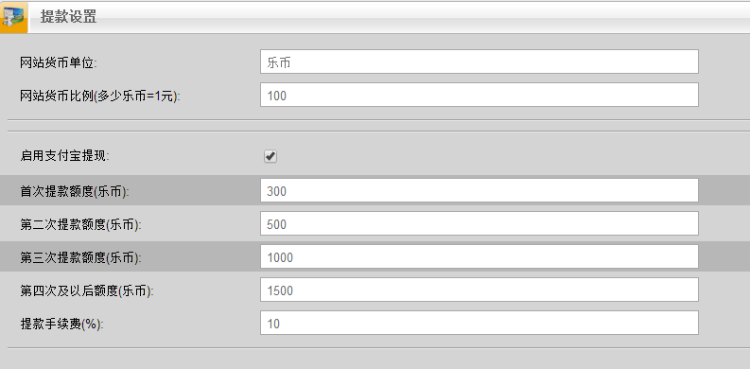 提款设置
网站货币单位: 乐币
网站货币比例(多少乐币=1元): 100
启用支付宝提现:
首次提款额度(乐币): 300
第二次提款额度(乐币): 500
第三次提款额度(乐币): 1000
第四次及以后额度(乐币): 1500
提款手续费(%): 10